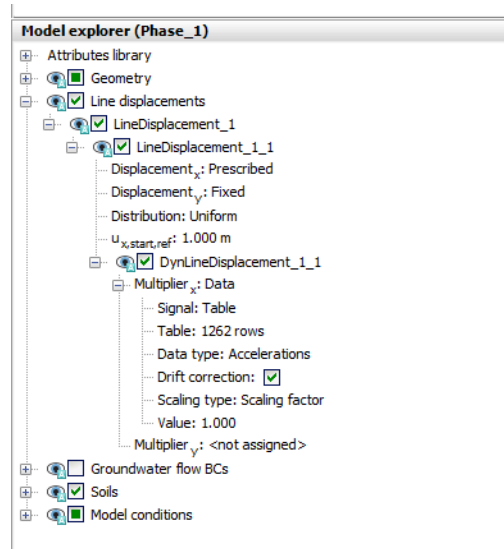 Model explorer (Phase_1)
Attributes library
Geometry
Line displacements
LineDisplacement_1
LineDisplacement_1_1
Displacementx: Prescribed
Displacementy: Fixed
Distribution: Uniform
ux,start,ref: 1.000 m
DynLineDisplacement_1_1
Multiplierx: Data
Signal: Table
Table: 1262 rows
Data type: Accelerations
Drift correction:
Scaling type: Scaling factor
Value: 1.000
Multipliery: <not assigned>
Groundwater flow BCs
Soils
Model conditions